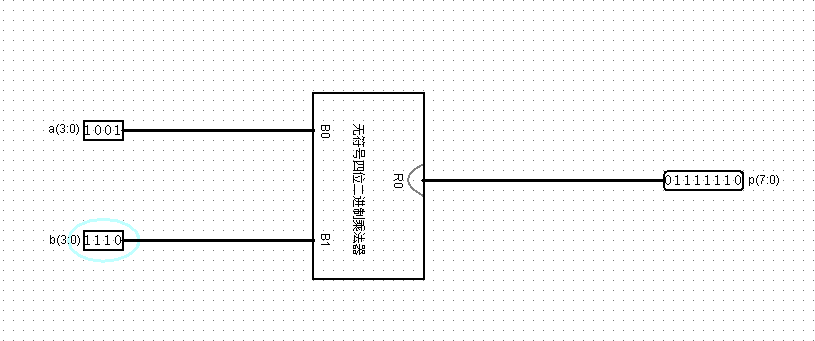 a(3:0) 1001
B0
无符号四位二进制乘法器
R0
01111110 p(7:0)
b(3:0) 1110
B1